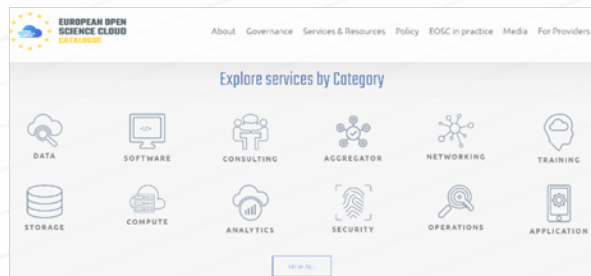 EUROPEAN OPEN
SCIENCE CLOUD
CATALOGUE
About Governance Services & Resources Policy EOSC in practice Media For Providers
Explore services by Category
DATA SOFTWARE CONSULTING AGGREGATOR NETWORKING TRAINING
STORAGE COMPUTE ANALYTICS SECURITY OPERATIONS APPLICATION